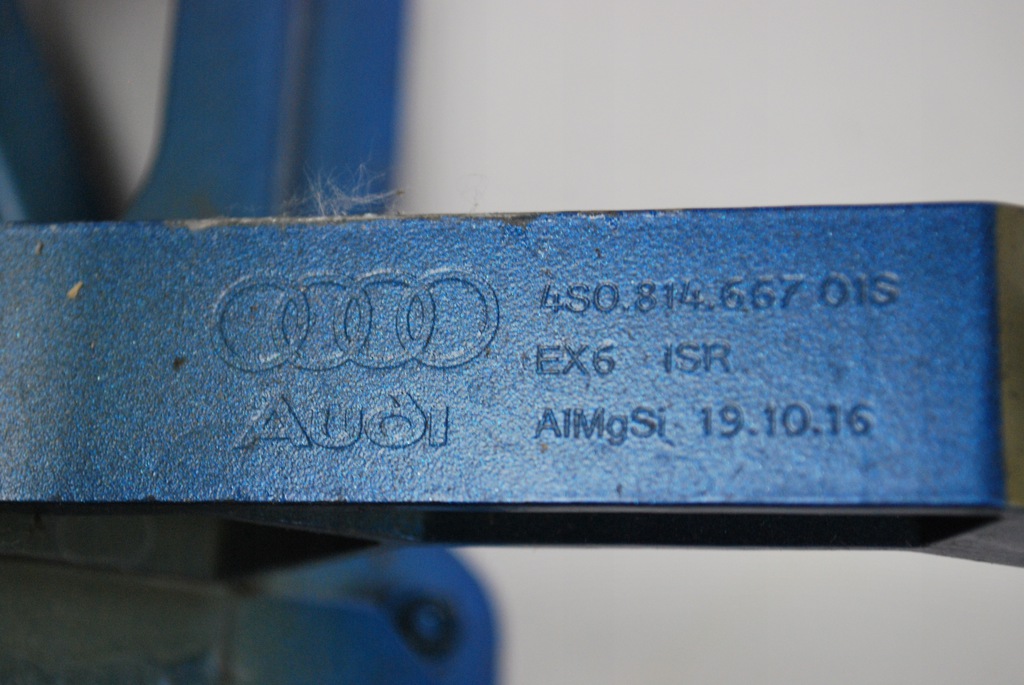 4S0.814.667 01S
EX6 ISR
Audi
AlMgSi 19.10.16